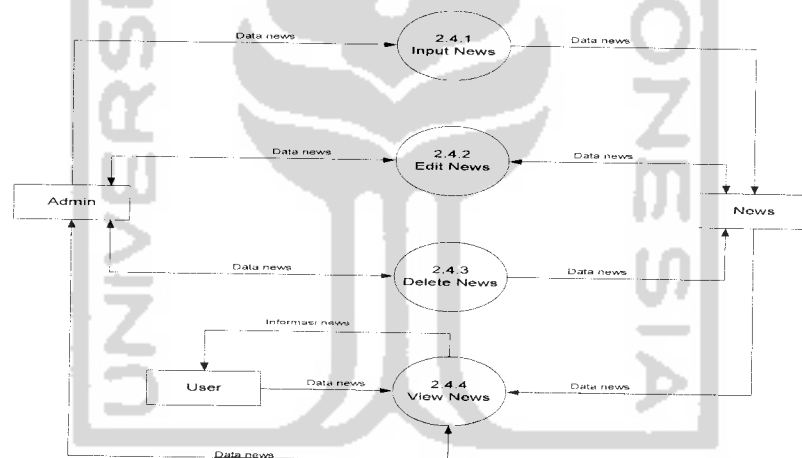 Data news
2.4.1
Input News
Data news
Data news
2.4.2
Edit News
Data news
Admin
News
Data news
2.4.3
Delete News
Data news
Informasi news
User
Data news
2.4.4
View News
Data news
Data news
UNIVERSI
ONESIA